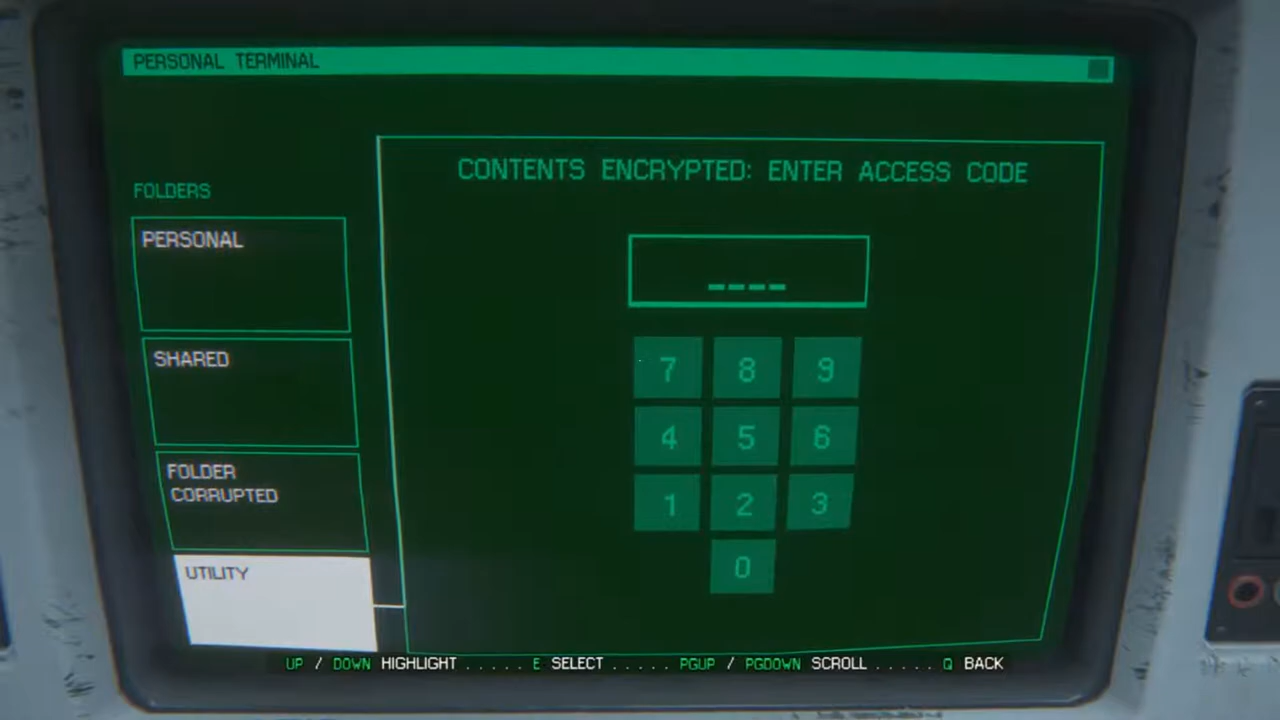 PERSONAL TERMINAL
FOLDERS
PERSONAL
SHARED
FOLDER
CORRUPTED
UTILITY
CONTENTS ENCRYPTED: ENTER ACCESS CODE
_ _ _ _
7 8 9
4 5 6
1 2 3
0
UP / DOWN HIGHLIGHT ..... E SELECT ..... PGUP / PGDOWN SCROLL ..... Q BACK